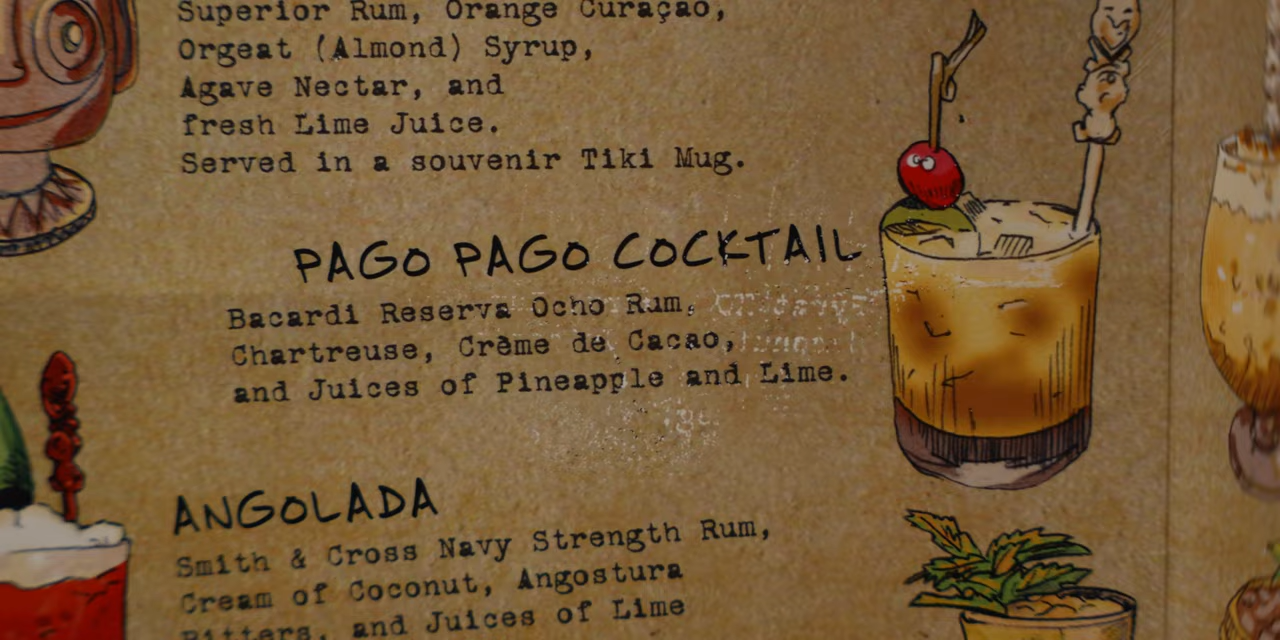 Superior Rum, Orange Curaçao,
Orgeat (Almond) Syrup,
Agave Nectar, and
fresh Lime Juice.
Served in a souvenir Tiki Mug.
PAGO PAGO COCKTAIL
Bacardi Reserva Ocho Rum,
Chartreuse, Crème de Cacao,
and Juices of Pineapple and Lime.
ANGOLADA
Smith & Cross Navy Strength Rum,
Cream of Coconut, Angostura
Bitters, and Juices of Lime